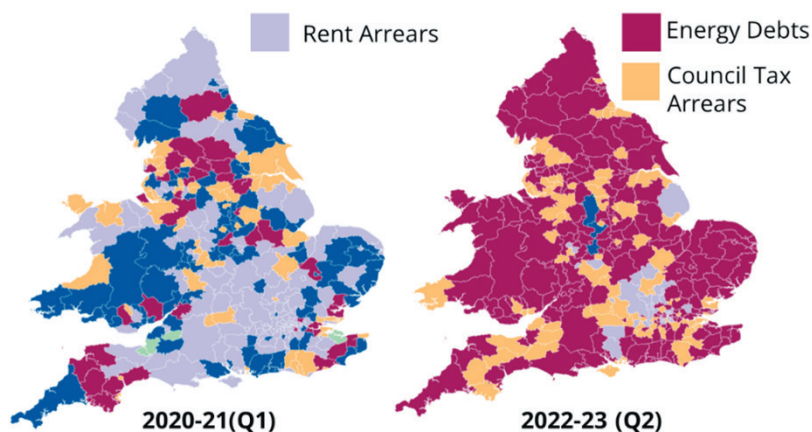 Rent Arrears
Energy Debts
Council Tax
Arrears
2020-21(Q1)
2022-23 (Q2)